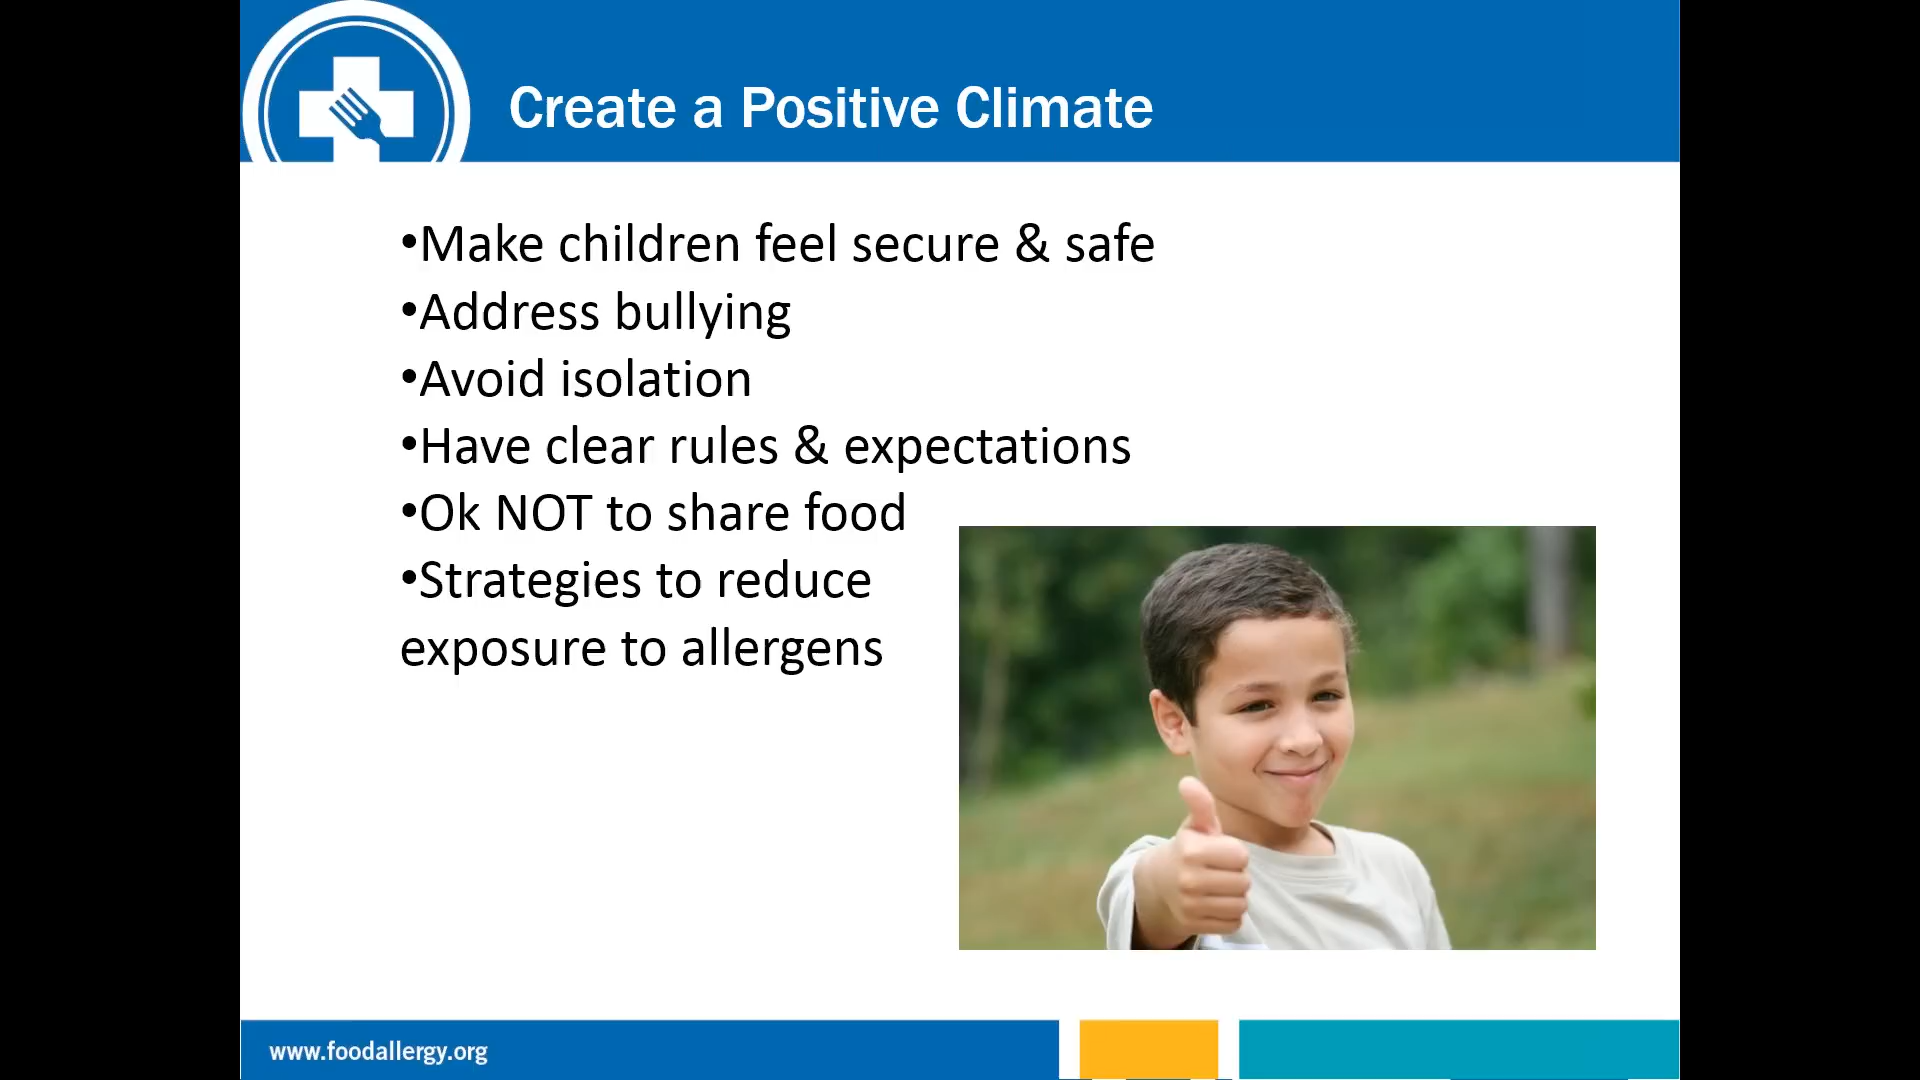 Create a Positive Climate
•Make children feel secure & safe
•Address bullying
•Avoid isolation
•Have clear rules & expectations
•Ok NOT to share food
•Strategies to reduce
exposure to allergens
www.foodallergy.org